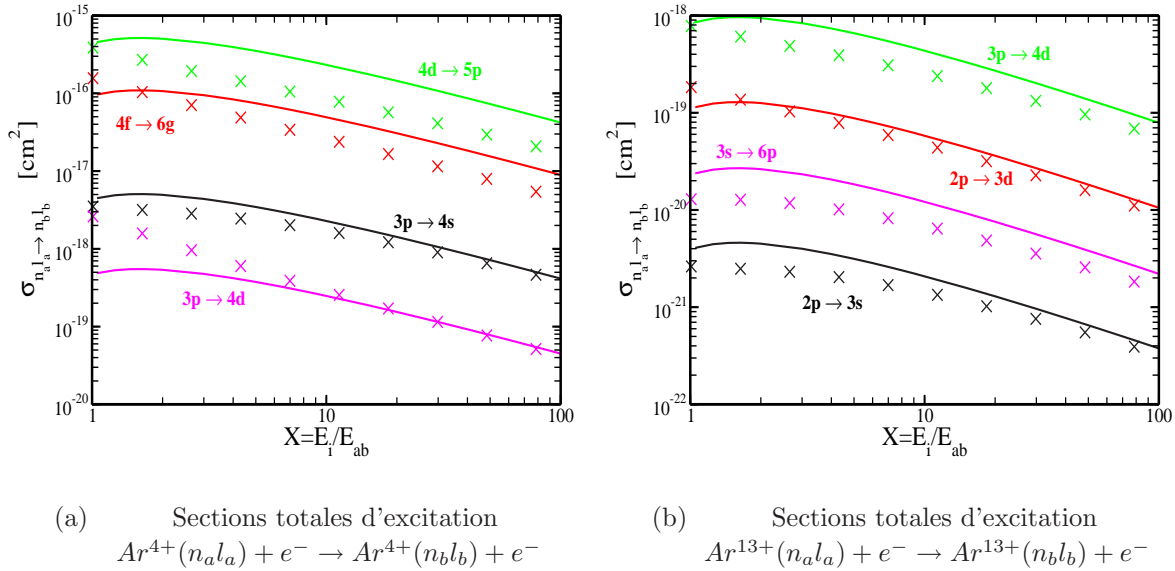 10^-15
10^-16
10^-17
10^-18
10^-19
10^-20
σ_{n_a l_a → n_b l_b} [cm^2]
4d → 5p
4f → 6g
3p → 4s
3p → 4d
1 10 100
X=E_i/E_ab
10^-18
10^-19
10^-20
10^-21
10^-22
σ_{n_a l_a → n_b l_b} [cm^2]
3p → 4d
3s → 6p
2p → 3d
2p → 3s
1 10 100
X=E_i/E_ab
(a) Sections totales d'excitation
Ar^{4+}(n_a l_a) + e^- → Ar^{4+}(n_b l_b) + e^-
(b) Sections totales d'excitation
Ar^{13+}(n_a l_a) + e^- → Ar^{13+}(n_b l_b) + e^-